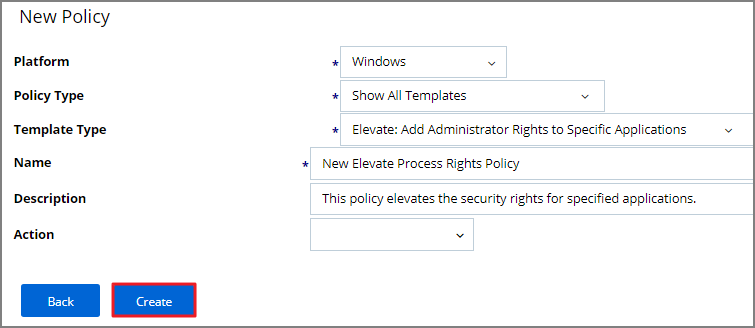 New Policy
Platform * Windows
Policy Type * Show All Templates
Template Type * Elevate: Add Administrator Rights to Specific Applications
Name * New Elevate Process Rights Policy
Description This policy elevates the security rights for specified applications.
Action
Back Create